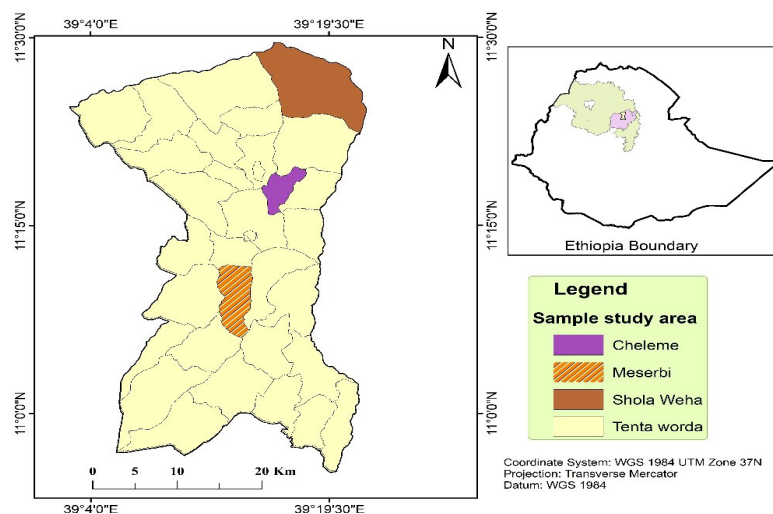 39°4'0"E 39°19'30"E
11°30'0"N
11°30'0"N
N
11°15'0"N
11°15'0"N
11°0'0"N
11°0'0"N
0 5 10 20 Km
39°4'0"E 39°19'30"E
Ethiopia Boundary
Legend
Sample study area
Cheleme
Meserbi
Shola Weha
Tenta worda
Coordinate System: WGS 1984 UTM Zone 37N
Projection: Transverse Mercator
Datum: WGS 1984